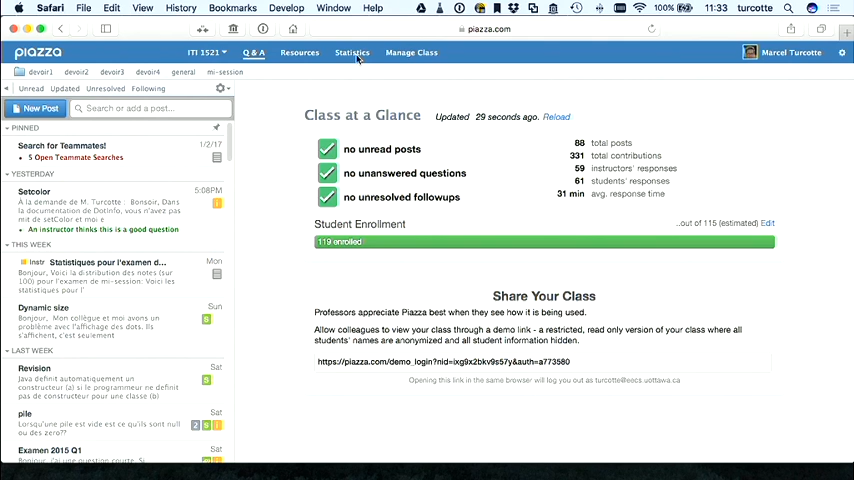 Safari File Edit View History Bookmarks Develop Window Help 100% 11:33 turcotte
piazza.com
piazza ITI 1521 Q & A Resources Statistics Manage Class Marcel Turcotte
devoir1 devoir2 devoir3 devoir4 general mi-session
Unread Updated Unresolved Following
New Post Search or add a post...
PINNED
Search for Teammates! 1/2/17
5 Open Teammate Searches
YESTERDAY
Setcolor 5:08PM
À la demande de M. Turcotte : Bonsoir, Dans
la documentation de DotInfo, vous n'avez pas
mit de setColor et moi e
An instructor thinks this is a good question
THIS WEEK
Instr Statistiques pour l'examen d... Mon
Bonjour, Voici la distribution des notes (sur
100) pour l'examen de mi-session: Voici les
statistiques pour l'
Dynamic size Sun
Bonjour, Mon collègue et moi avons un
problème avec l'affichage des dots. Ils
s'affichent, c'est seulement
LAST WEEK
Revision Sat
Java definit automatiquement un
constructeur (a) si le programmeur ne definit
pas de constructeur pour une classe (b)
pile Sat
Lorsqu'une pile est vide est ce qu'ils sont null
ou des zero??
Examen 2015 Q1 Sat
Bonjour, j'ai une question courte. Si
Class at a Glance Updated 29 seconds ago. Reload
no unread posts
no unanswered questions
no unresolved followups
88 total posts
331 total contributions
59 instructors' responses
61 students' responses
31 min avg. response time
Student Enrollment ..out of 115 (estimated) Edit
119 enrolled
Share Your Class
Professors appreciate Piazza best when they see how it is being used.
Allow colleagues to view your class through a demo link - a restricted, read only version of your class where all
students' names are anonymized and all student information hidden.
https://piazza.com/demo_login?nid=ixg9x2bkv9s57y&auth=a773580
Opening this link in the same browser will log you out as turcotte@eecs.uottawa.ca